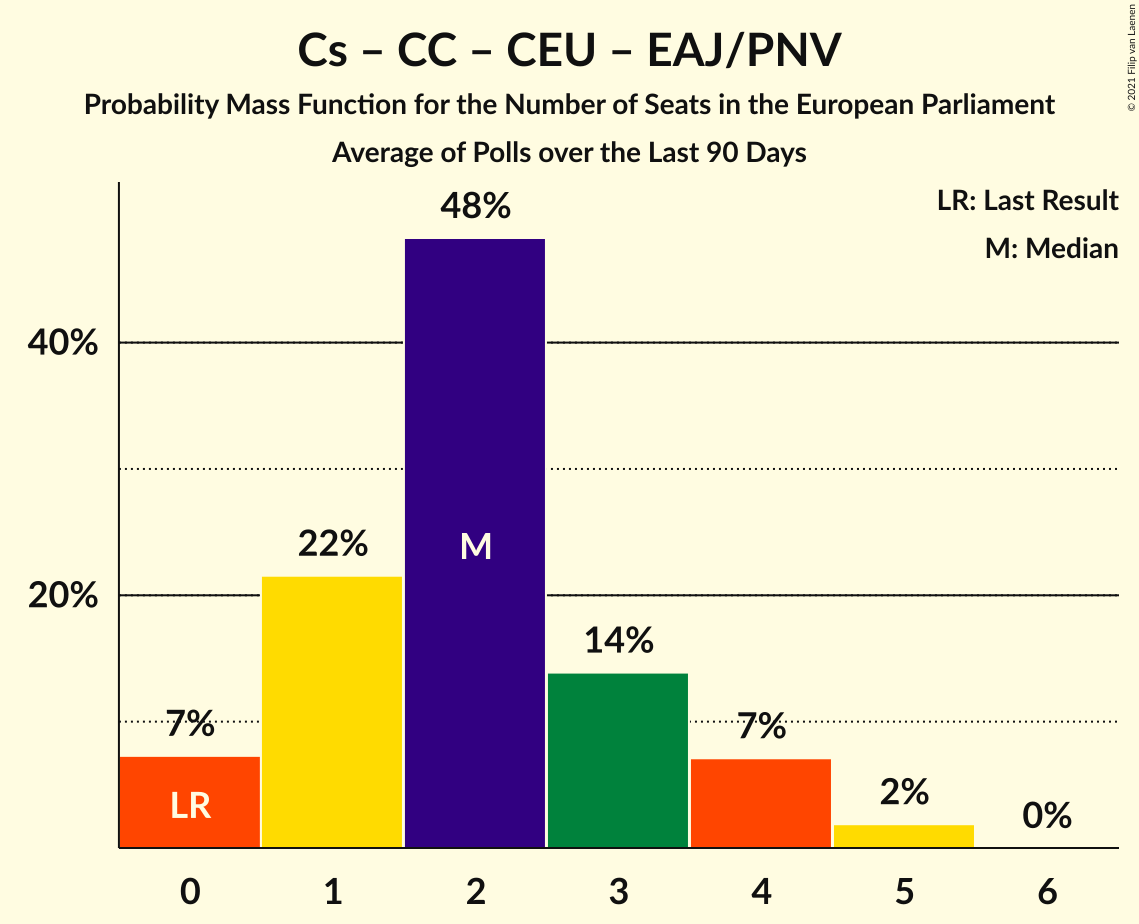 Cs – CC – CEU – EAJ/PNV
Probability Mass Function for the Number of Seats in the European Parliament
Average of Polls over the Last 90 Days
© 2021 Filip van Laenen
LR: Last Result
M: Median
48%
40%
22%
M
20%
14%
7%
7%
LR
2%
0%
0 1 2 3 4 5 6